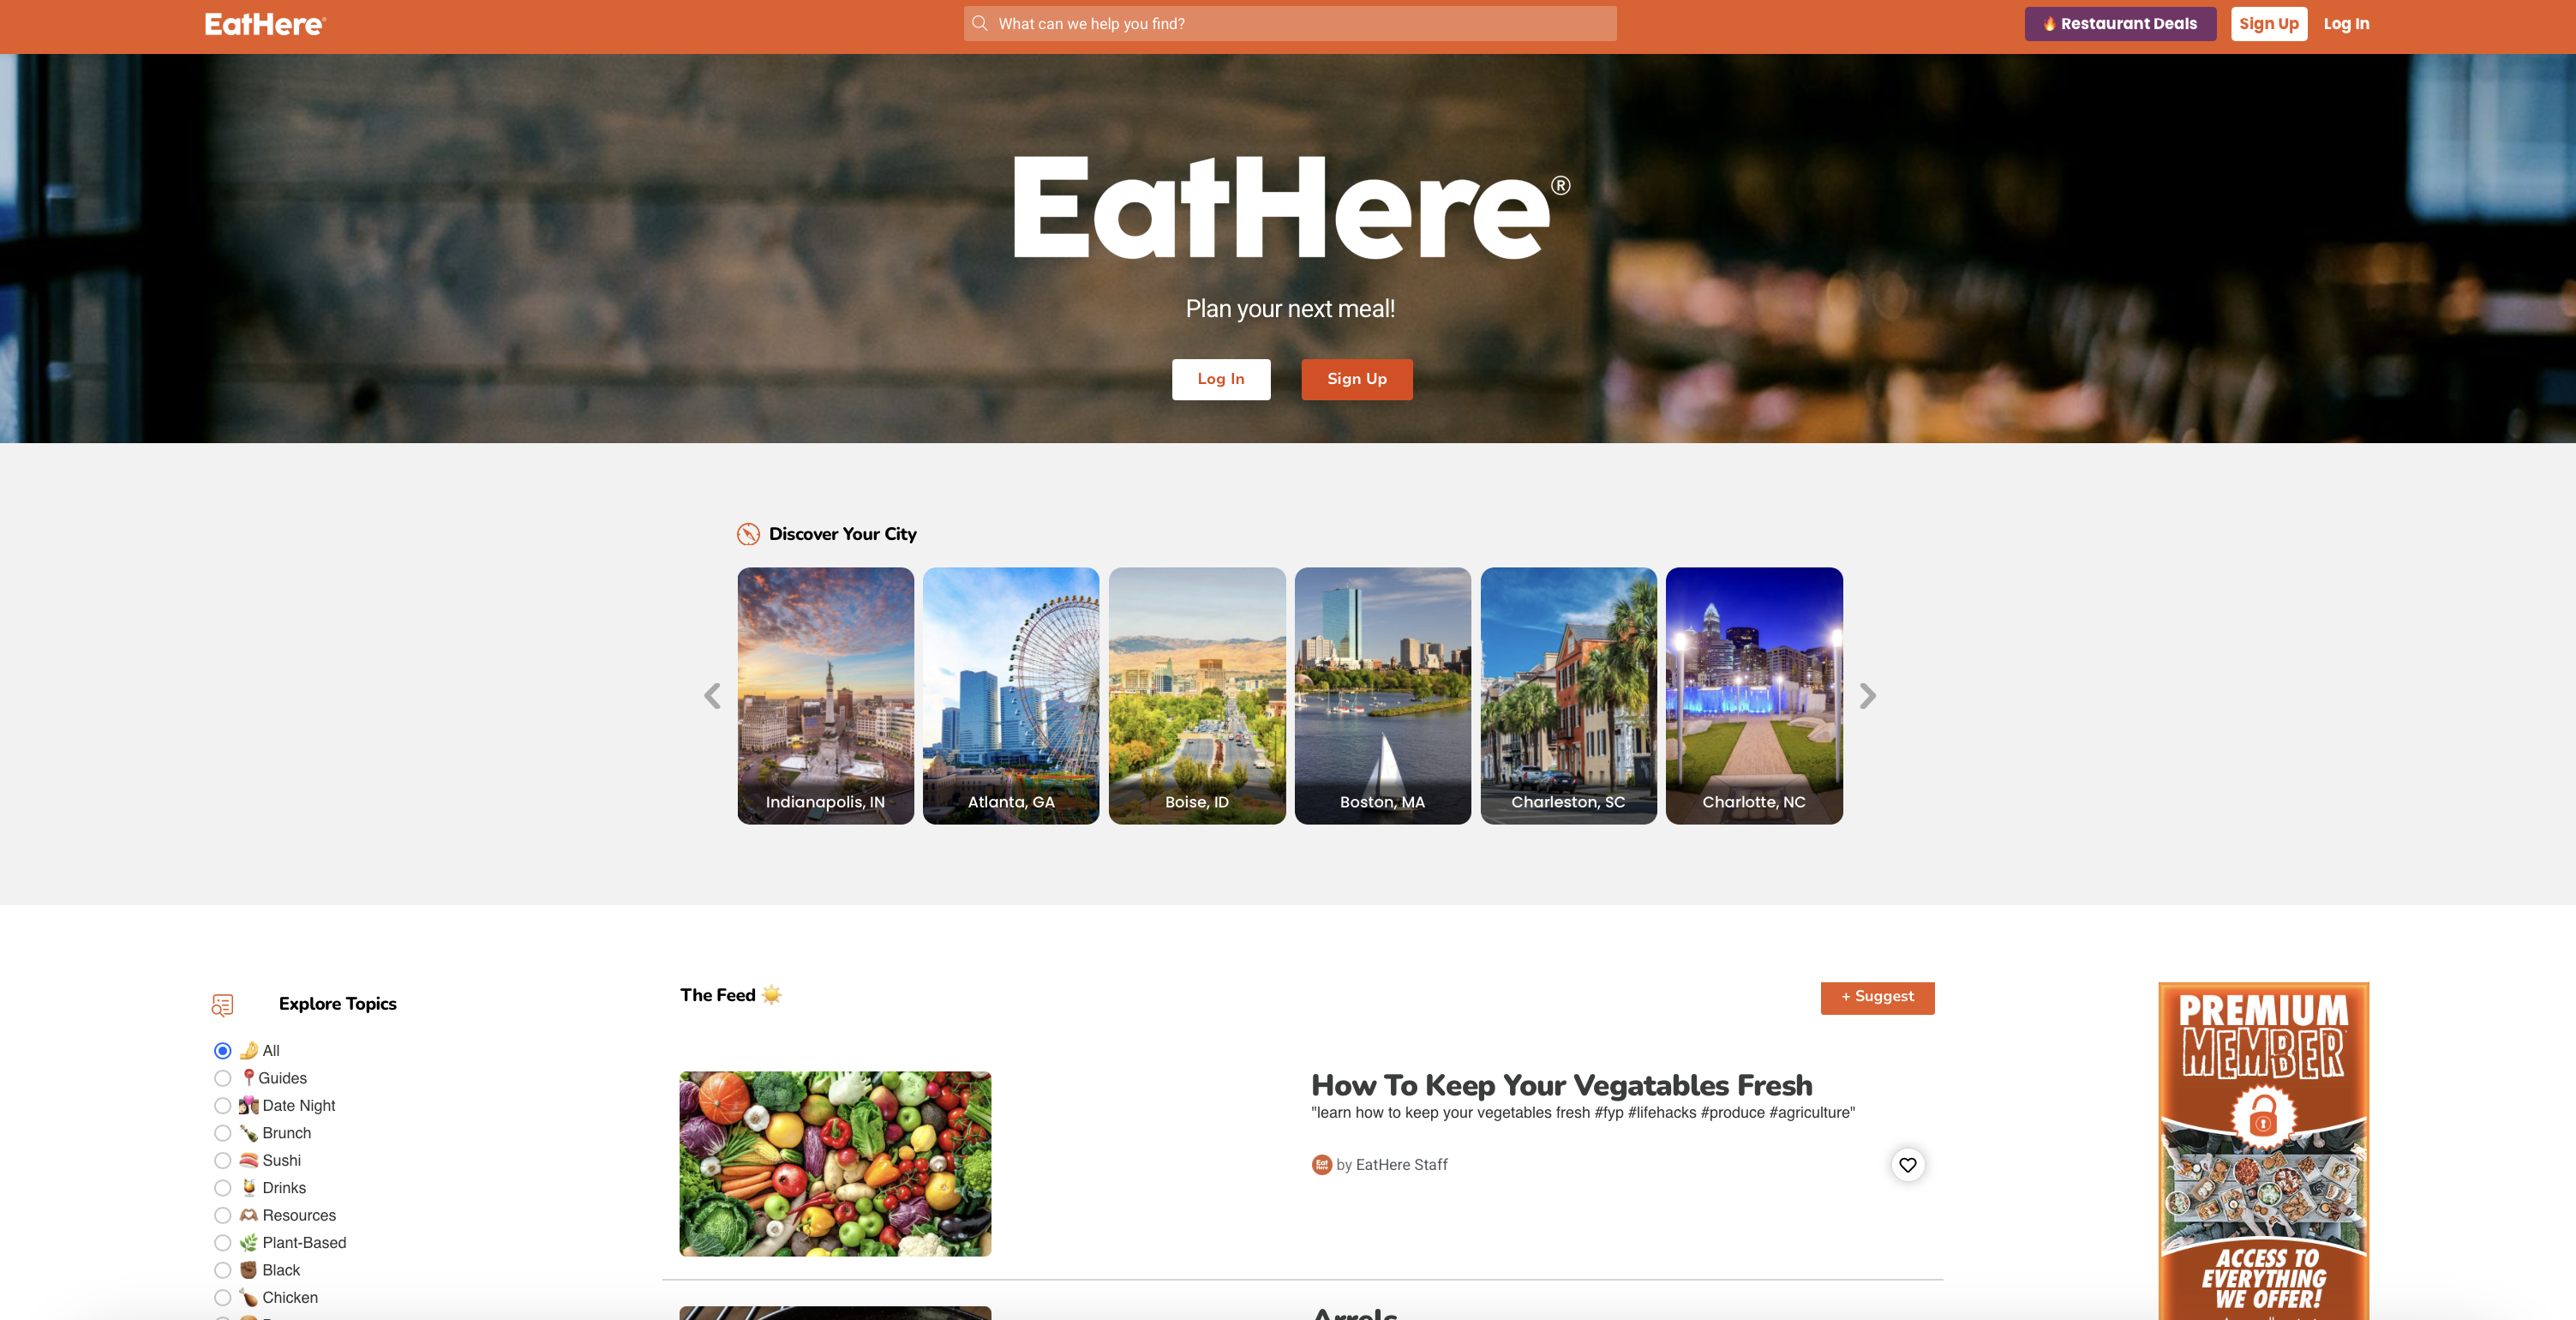 EatHere®
What can we help you find?
🔥 Restaurant Deals
Sign Up
Log In
EatHere®
Plan your next meal!
Log In
Sign Up
Discover Your City
Indianapolis, IN
Atlanta, GA
Boise, ID
Boston, MA
Charleston, SC
Charlotte, NC
Explore Topics
All
Guides
Date Night
Brunch
Sushi
Drinks
Resources
Plant-Based
Black
Chicken
The Feed ☀️
+ Suggest
How To Keep Your Vegatables Fresh
"learn how to keep your vegetables fresh #fyp #lifehacks #produce #agriculture"
Eat
Here
by EatHere Staff
Arrels
PREMIUM
MEMBER
ACCESS TO
EVERYTHING
WE OFFER!